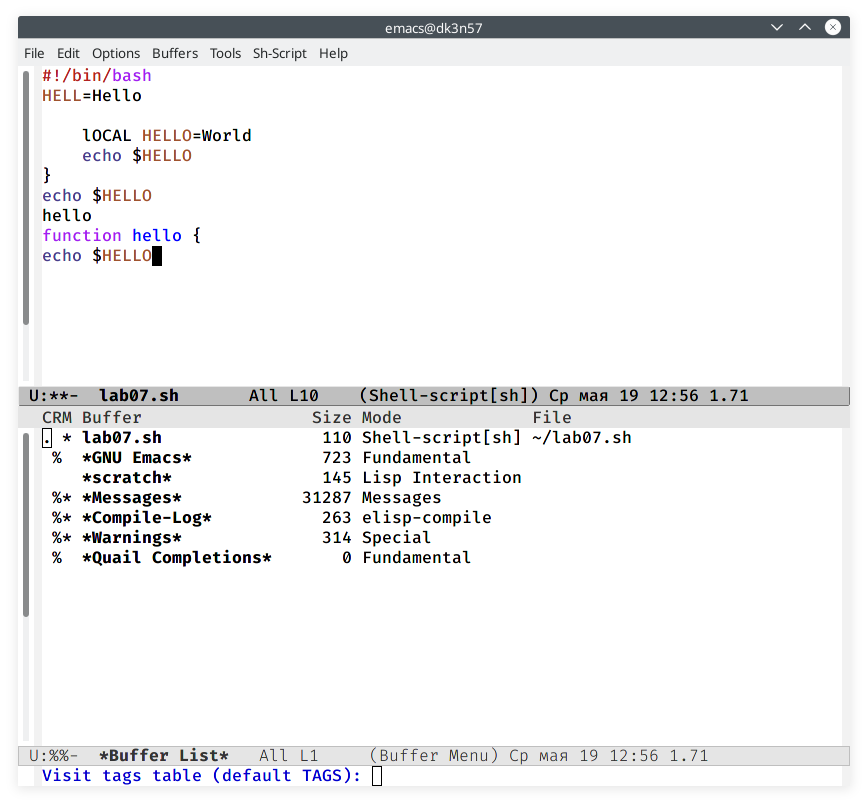 emacs@dk3n57
File Edit Options Buffers Tools Sh-Script Help
#!/bin/bash
HELL=Hello
lOCAL HELLO=World
echo $HELLO
}
echo $HELLO
hello
function hello {
echo $HELLO
U:**- lab07.sh All L10 (Shell-script[sh]) Ср мая 19 12:56 1.71
CRM Buffer Size Mode File
. * lab07.sh 110 Shell-script[sh] ~/lab07.sh
% *GNU Emacs* 723 Fundamental
*scratch* 145 Lisp Interaction
%* *Messages* 31287 Messages
%* *Compile-Log* 263 elisp-compile
%* *Warnings* 314 Special
% *Quail Completions* 0 Fundamental
U:%%- *Buffer List* All L1 (Buffer Menu) Ср мая 19 12:56 1.71
Visit tags table (default TAGS):